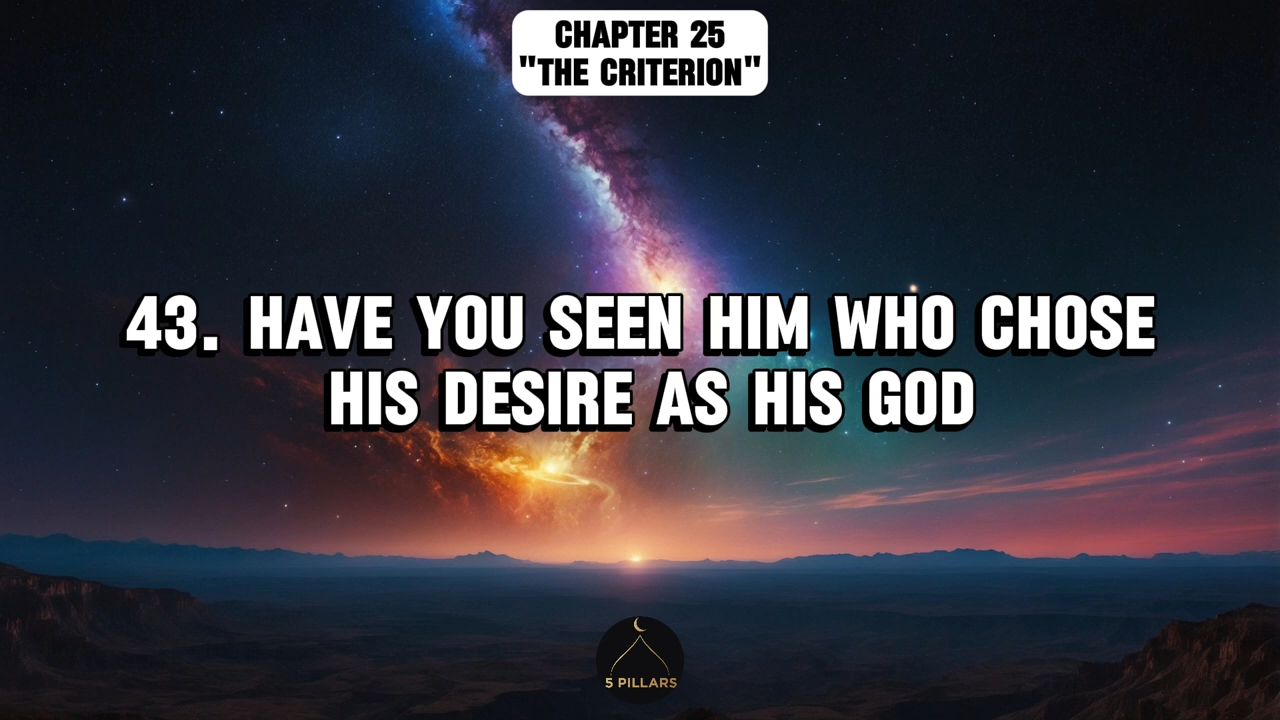 CHAPTER 25
"THE CRITERION"
43. HAVE YOU SEEN HIM WHO CHOSE
HIS DESIRE AS HIS GOD
5 PILLARS